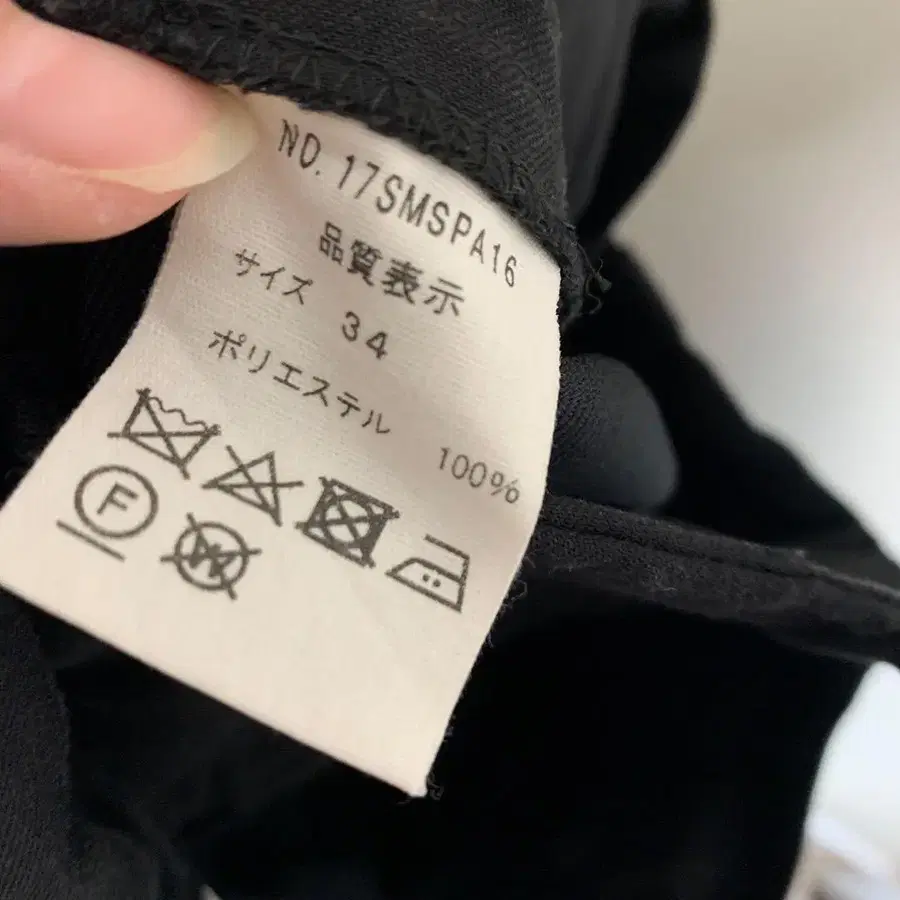 NO.17SMSPA16
品質表示
サイズ 34
ポリエステル 100%
F
W